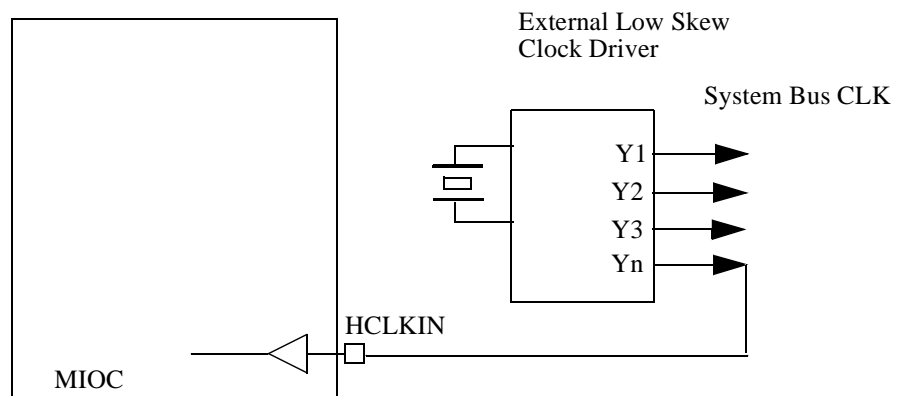 External Low Skew
Clock Driver
System Bus CLK
Y1
Y2
Y3
Yn
HCLKIN
MIOC